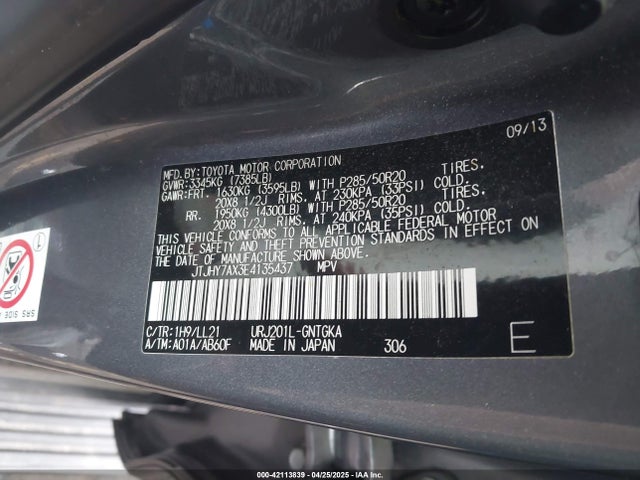 09/13
MFD. BY:TOYOTA MOTOR CORPORATION
GVWR:3345KG (7385LB)
GAWR:FRT. 1630KG (3595LB) WITH P285/50R20 TIRES.
20X8 1/2J RIMS. AT 230KPA (33PSI) COLD.
RR. 1950KG (4300LB) WITH P285/50R20 TIRES.
20X8 1/2J RIMS. AT 240KPA (35PSI) COLD.
THIS VEHICLE CONFORMS TO ALL APPLICABLE FEDERAL MOTOR
VEHICLE SAFETY AND THEFT PREVENTION STANDARDS IN EFFECT ON
THE DATE OF MANUFACTURE SHOWN ABOVE.
JTJHY7AX3E4135437 MPV
C/TR:1H9/LL21 URJ201L-GNTGKA
A/TM:A01A/AB60F MADE IN JAPAN 306 E
SRS SIDE
000-42113839 - 04/25/2025 - IAAI.COM